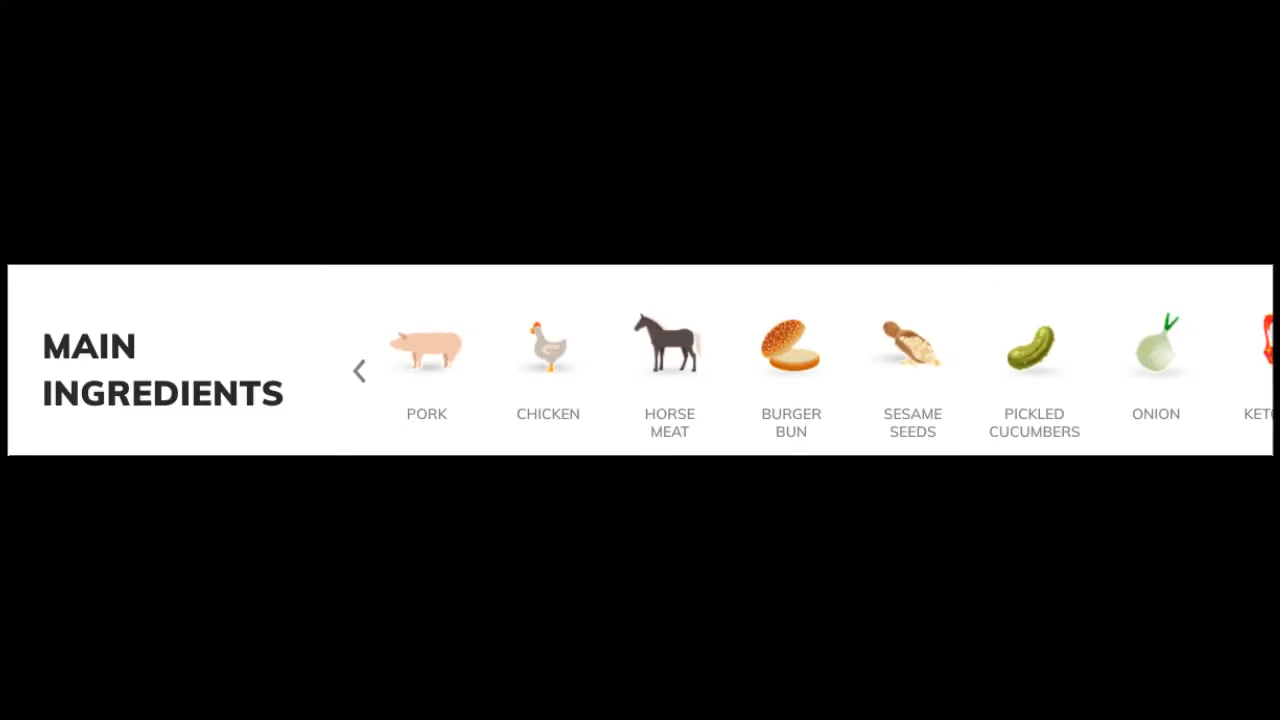 MAIN
INGREDIENTS
PORK
CHICKEN
HORSE
MEAT
BURGER
BUN
SESAME
SEEDS
PICKLED
CUCUMBERS
ONION